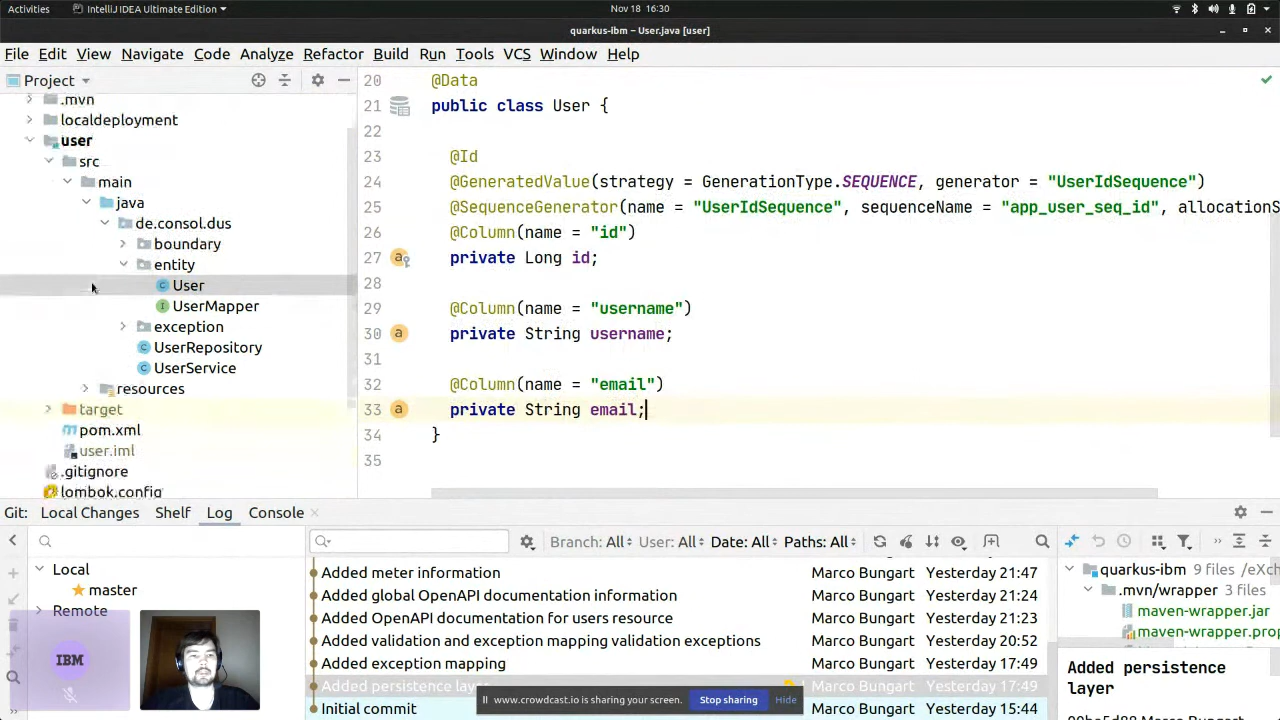 Activities
IntelliJ IDEA Ultimate Edition
Nov 18 16:30
quarkus-ibm – User.java [user]
File Edit View Navigate Code Analyze Refactor Build Run Tools VCS Window Help
Project
.mvn
localdeployment
user
src
main
java
de.consol.dus
boundary
entity
User
UserMapper
exception
UserRepository
UserService
resources
target
pom.xml
user.iml
.gitignore
lombok.config
20 @Data
21 public class User {
22
23 @Id
24 @GeneratedValue(strategy = GenerationType.SEQUENCE, generator = "UserIdSequence")
25 @SequenceGenerator(name = "UserIdSequence", sequenceName = "app_user_seq_id", allocationS
26 @Column(name = "id")
27 private Long id;
28
29 @Column(name = "username")
30 private String username;
31
32 @Column(name = "email")
33 private String email;
34 }
35
Git: Local Changes Shelf Log Console
Branch: All User: All Date: All Paths: All
Local
master
Remote
IBM
Added meter information Marco Bungart Yesterday 21:47
Added global OpenAPI documentation information Marco Bungart Yesterday 21:24
Added OpenAPI documentation for users resource Marco Bungart Yesterday 21:23
Added validation and exception mapping validation exceptions Marco Bungart Yesterday 20:52
Added exception mapping Marco Bungart Yesterday 17:49
Added persistence layer Marco Bungart Yesterday 17:49
Initial commit Marco Bungart Yesterday 15:44
www.crowdcast.io is sharing your screen. Stop sharing Hide
quarkus-ibm 9 files /eXch
.mvn/wrapper 3 files
maven-wrapper.jar
maven-wrapper.prop
Added persistence
layer